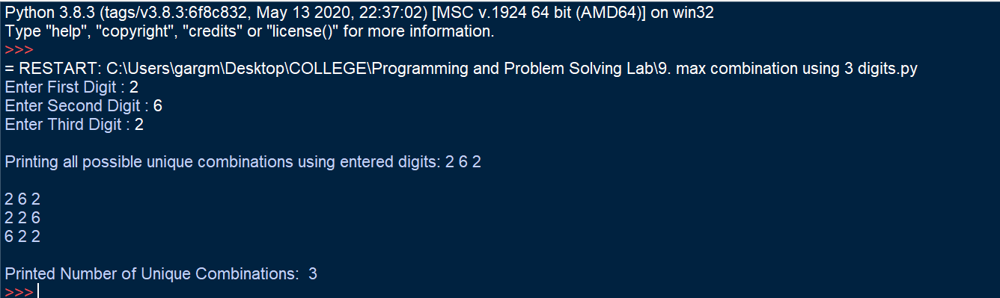 Python 3.8.3 (tags/v3.8.3:6f8c832, May 13 2020, 22:37:02) [MSC v.1924 64 bit (AMD64)] on win32
Type "help", "copyright", "credits" or "license()" for more information.
>>>
= RESTART: C:\Users\gargm\Desktop\COLLEGE\Programming and Problem Solving Lab\9. max combination using 3 digits.py
Enter First Digit : 2
Enter Second Digit : 6
Enter Third Digit : 2
Printing all possible unique combinations using entered digits: 2 6 2
2 6 2
2 2 6
6 2 2
Printed Number of Unique Combinations:  3
>>>